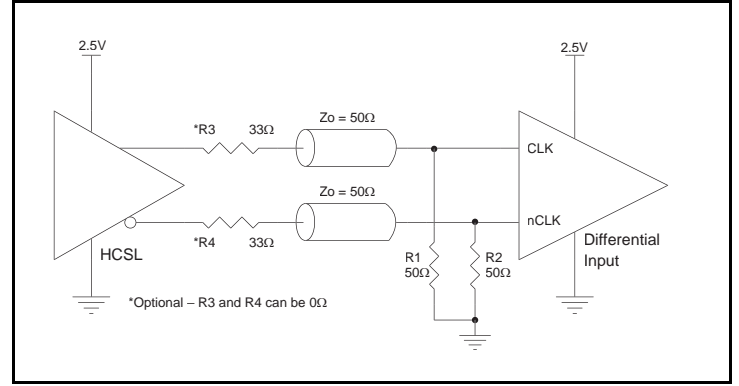 2.5V
2.5V
*R3 33Ω
Zo = 50Ω
CLK
Zo = 50Ω
nCLK
*R4 33Ω
HCSL
R1
50Ω
R2
50Ω
Differential
Input
*Optional – R3 and R4 can be 0Ω